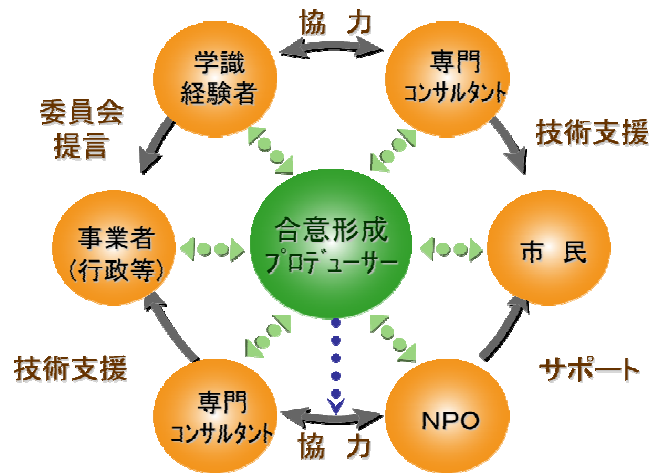 協 力
学識
経験者
専門
コンサルタント
委員会
提言
技術支援
事業者
(行政等)
合意形成
プロデューサー
市 民
技術支援
サポート
専門
コンサルタント
NPO
協 力